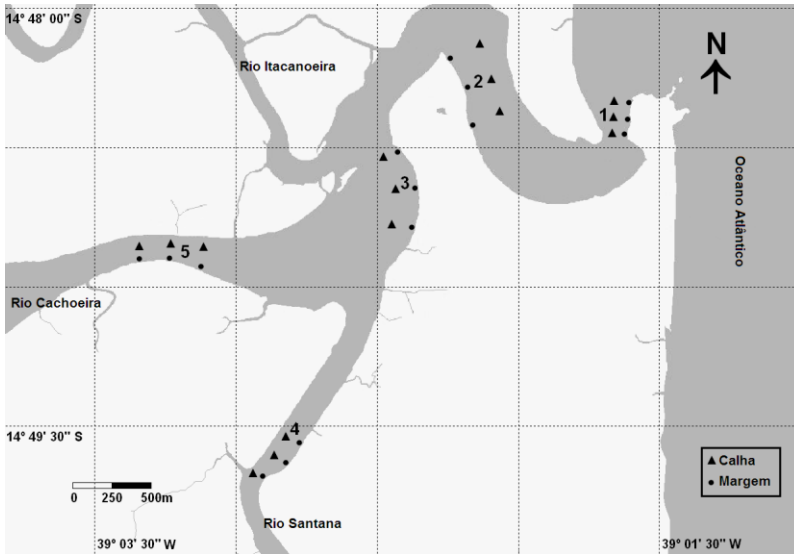 14° 48' 00'' S
Rio Itacanoeira
N
2
1
3
Oceano Atlântico
5
Rio Cachoeira
4
14° 49' 30'' S
Calha
Margem
0 250 500m
Rio Santana
39° 03' 30'' W
39° 01' 30'' W